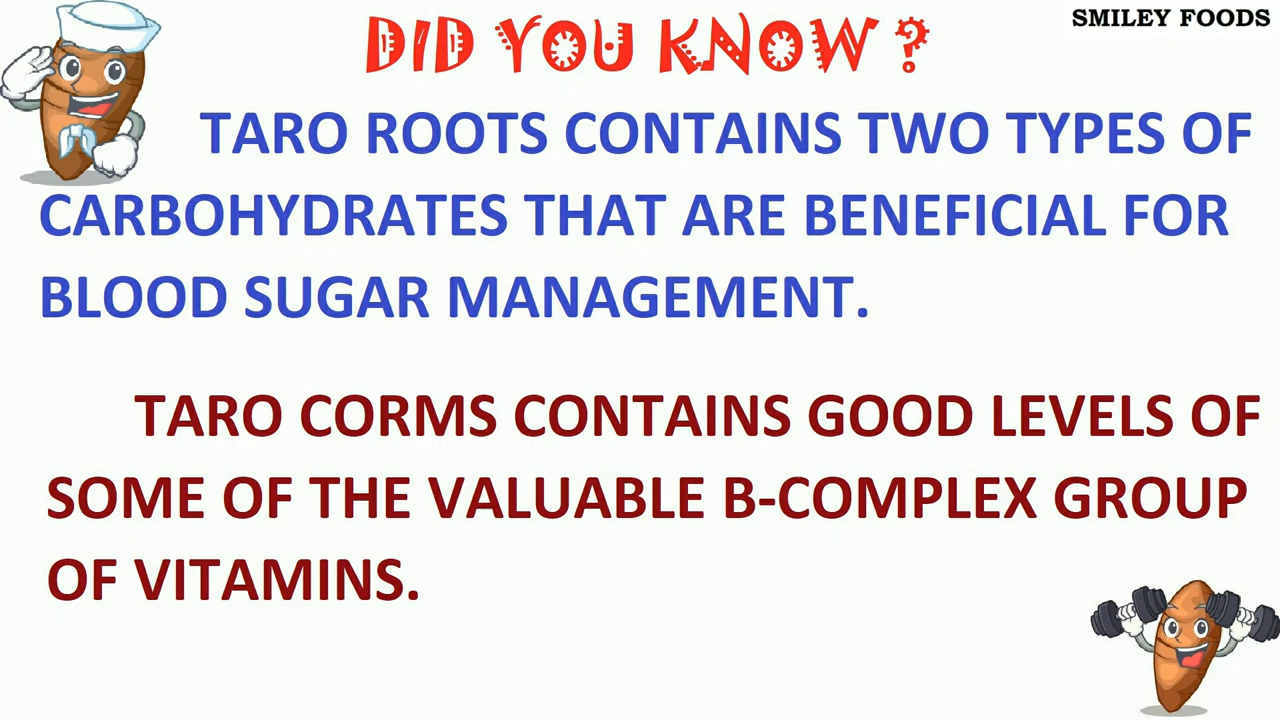 SMILEY FOODS
DID YOU KNOW ?
TARO ROOTS CONTAINS TWO TYPES OF
CARBOHYDRATES THAT ARE BENEFICIAL FOR
BLOOD SUGAR MANAGEMENT.
TARO CORMS CONTAINS GOOD LEVELS OF
SOME OF THE VALUABLE B-COMPLEX GROUP
OF VITAMINS.